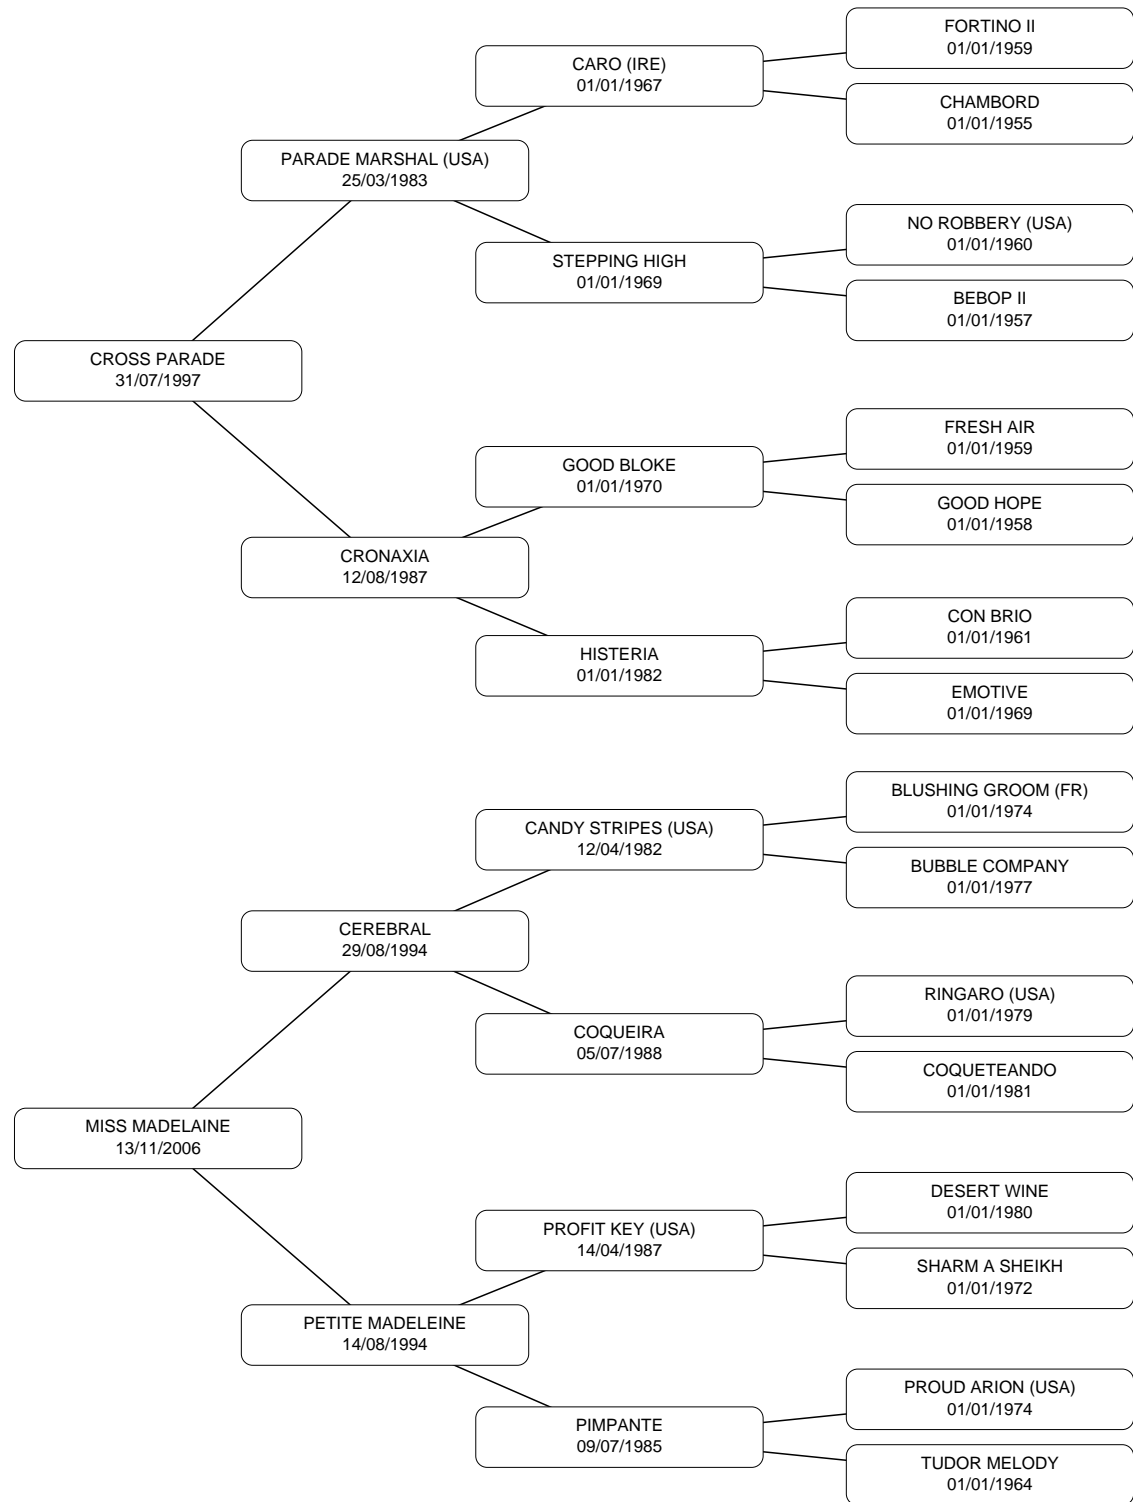 FORTINO II
01/01/1959
CARO (IRE)
01/01/1967
CHAMBORD
01/01/1955
PARADE MARSHAL (USA)
25/03/1983
NO ROBBERY (USA)
01/01/1960
STEPPING HIGH
01/01/1969
BEBOP II
01/01/1957
CROSS PARADE
31/07/1997
FRESH AIR
01/01/1959
GOOD BLOKE
01/01/1970
GOOD HOPE
01/01/1958
CRONAXIA
12/08/1987
CON BRIO
01/01/1961
HISTERIA
01/01/1982
EMOTIVE
01/01/1969
BLUSHING GROOM (FR)
01/01/1974
CANDY STRIPES (USA)
12/04/1982
BUBBLE COMPANY
01/01/1977
CEREBRAL
29/08/1994
RINGARO (USA)
01/01/1979
COQUEIRA
05/07/1988
COQUETEANDO
01/01/1981
MISS MADELAINE
13/11/2006
DESERT WINE
01/01/1980
PROFIT KEY (USA)
14/04/1987
SHARM A SHEIKH
01/01/1972
PETITE MADELEINE
14/08/1994
PROUD ARION (USA)
01/01/1974
PIMPANTE
09/07/1985
TUDOR MELODY
01/01/1964